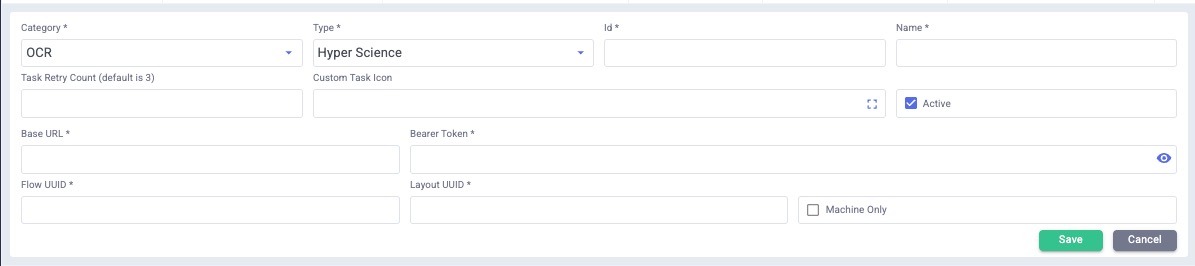 Category * Type * Id * Name *
OCR Hyper Science
Task Retry Count (default is 3) Custom Task Icon
Active
Base URL * Bearer Token *
Flow UUID * Layout UUID *
Machine Only
Save Cancel